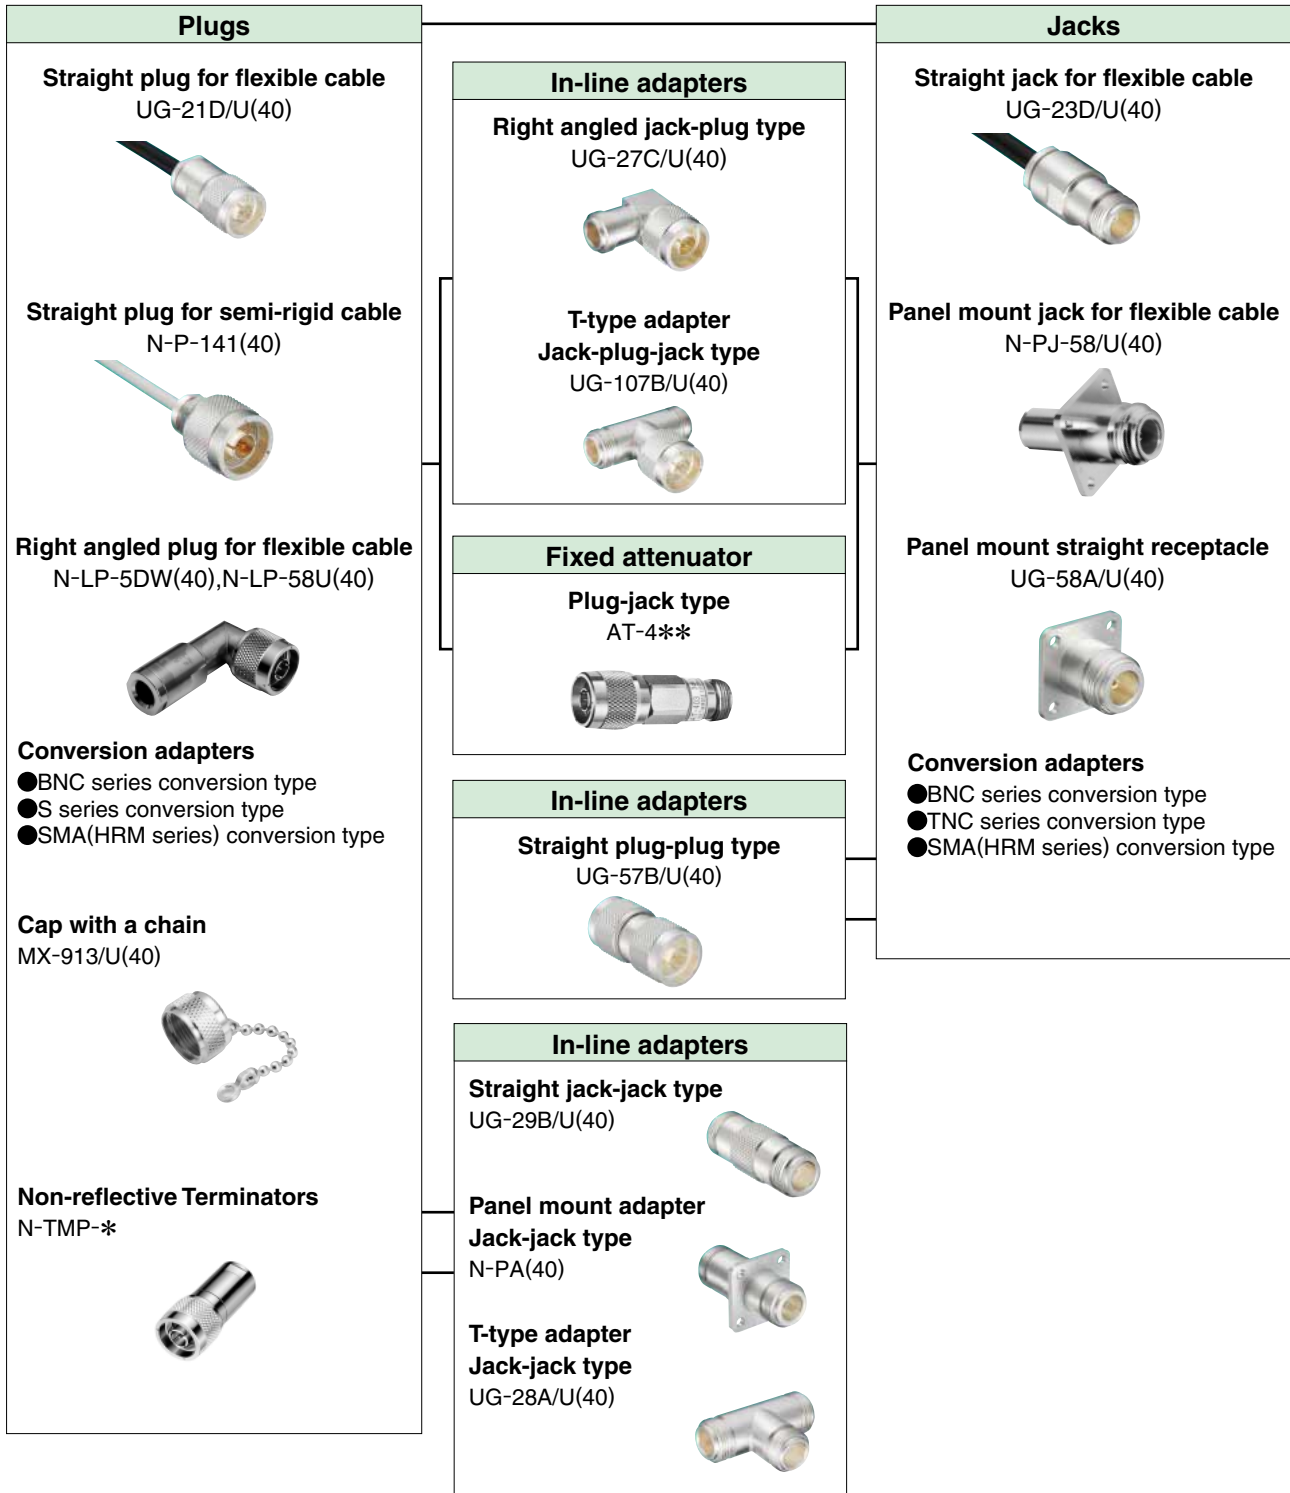 Plugs
Straight plug for flexible cable
UG-21D/U(40)
Straight plug for semi-rigid cable
N-P-141(40)
Right angled plug for flexible cable
N-LP-5DW(40),N-LP-58U(40)
Conversion adapters
●BNC series conversion type
●S series conversion type
●SMA(HRM series) conversion type
Cap with a chain
MX-913/U(40)
Non-reflective Terminators
N-TMP-*
In-line adapters
Right angled jack-plug type
UG-27C/U(40)
T-type adapter
Jack-plug-jack type
UG-107B/U(40)
Fixed attenuator
Plug-jack type
AT-4**
In-line adapters
Straight plug-plug type
UG-57B/U(40)
In-line adapters
Straight jack-jack type
UG-29B/U(40)
Panel mount adapter
Jack-jack type
N-PA(40)
T-type adapter
Jack-jack type
UG-28A/U(40)
Jacks
Straight jack for flexible cable
UG-23D/U(40)
Panel mount jack for flexible cable
N-PJ-58/U(40)
Panel mount straight receptacle
UG-58A/U(40)
Conversion adapters
●BNC series conversion type
●TNC series conversion type
●SMA(HRM series) conversion type